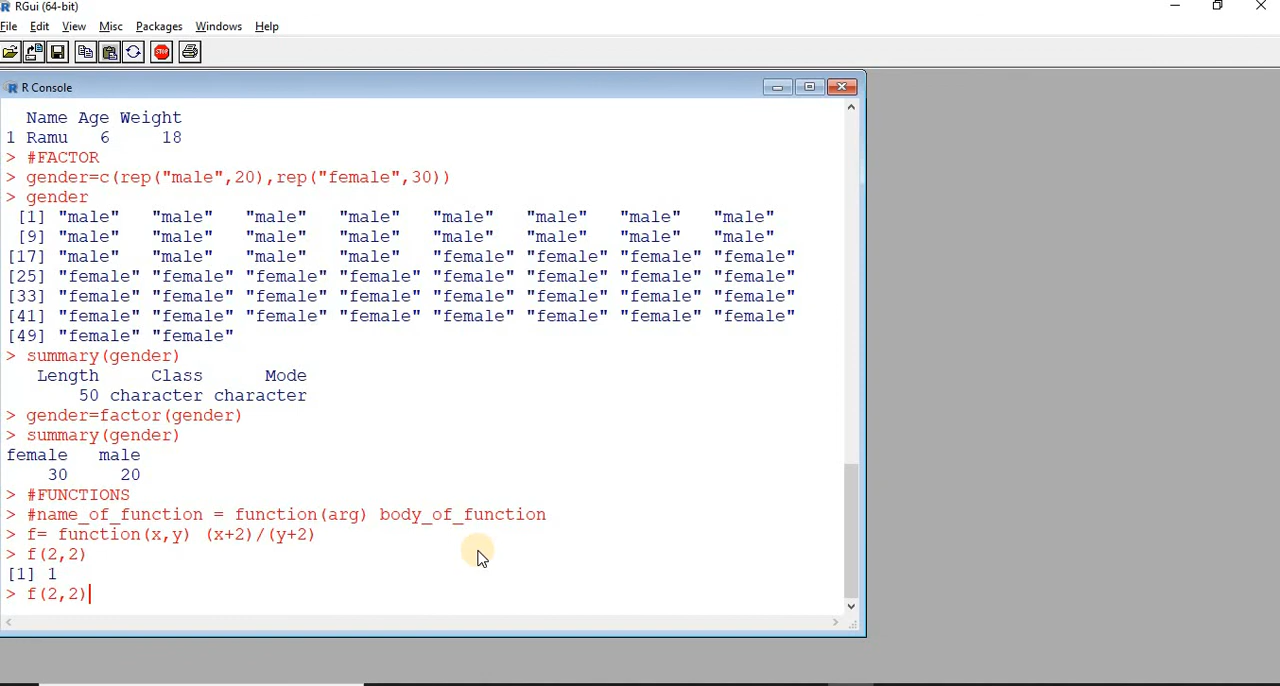 RGui (64-bit)
File Edit View Misc Packages Windows Help
STOP
R Console
Name Age Weight
1 Ramu 6 18
> #FACTOR
> gender=c(rep("male",20),rep("female",30))
> gender
[1] "male" "male" "male" "male" "male" "male" "male" "male"
[9] "male" "male" "male" "male" "male" "male" "male" "male"
[17] "male" "male" "male" "male" "female" "female" "female" "female"
[25] "female" "female" "female" "female" "female" "female" "female" "female"
[33] "female" "female" "female" "female" "female" "female" "female" "female"
[41] "female" "female" "female" "female" "female" "female" "female" "female"
[49] "female" "female"
> summary(gender)
Length Class Mode
50 character character
> gender=factor(gender)
> summary(gender)
female male
30 20
> #FUNCTIONS
> #name_of_function = function(arg) body_of_function
> f= function(x,y) (x+2)/(y+2)
> f(2,2)
[1] 1
> f(2,2)